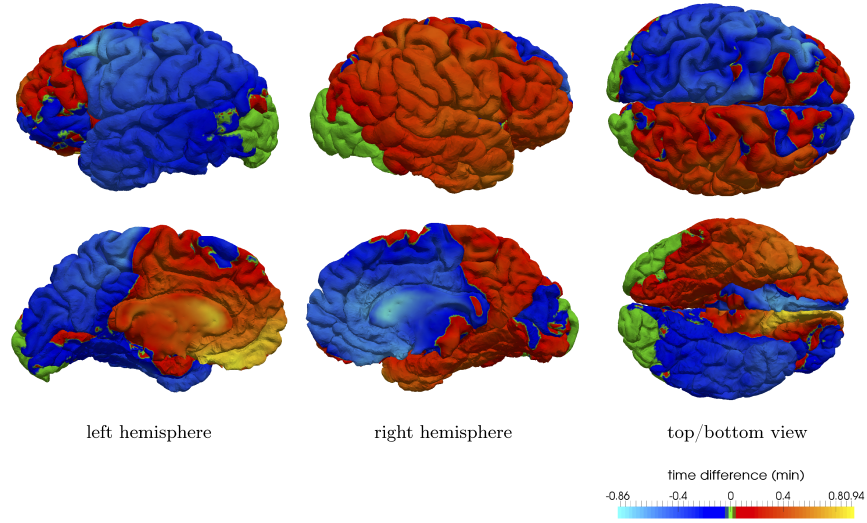 left hemisphere
right hemisphere
top/bottom view
time difference (min)
-0.86 -0.4 0 0.4 0.80.94